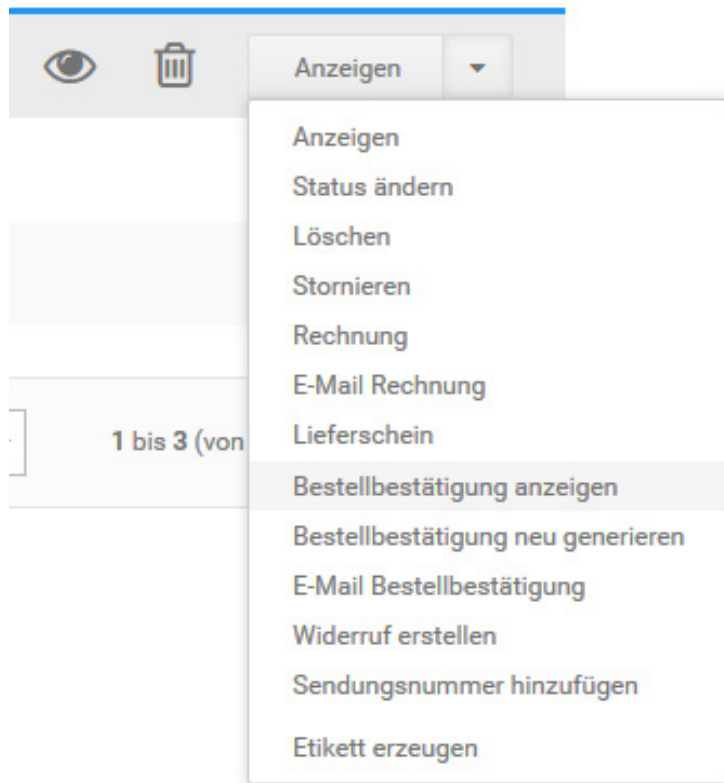 Anzeigen
Anzeigen
Status ändern
Löschen
Stornieren
Rechnung
E-Mail Rechnung
Lieferschein
1 bis 3 (von
Bestellbestätigung anzeigen
Bestellbestätigung neu generieren
E-Mail Bestellbestätigung
Widerruf erstellen
Sendungsnummer hinzufügen
Etikett erzeugen